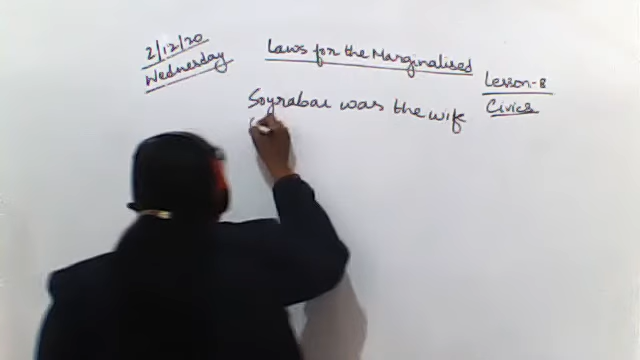 2/12/20
Wednesday
Laws for the Marginalised
Lesson-8
Civics
Soyrabai was the wife